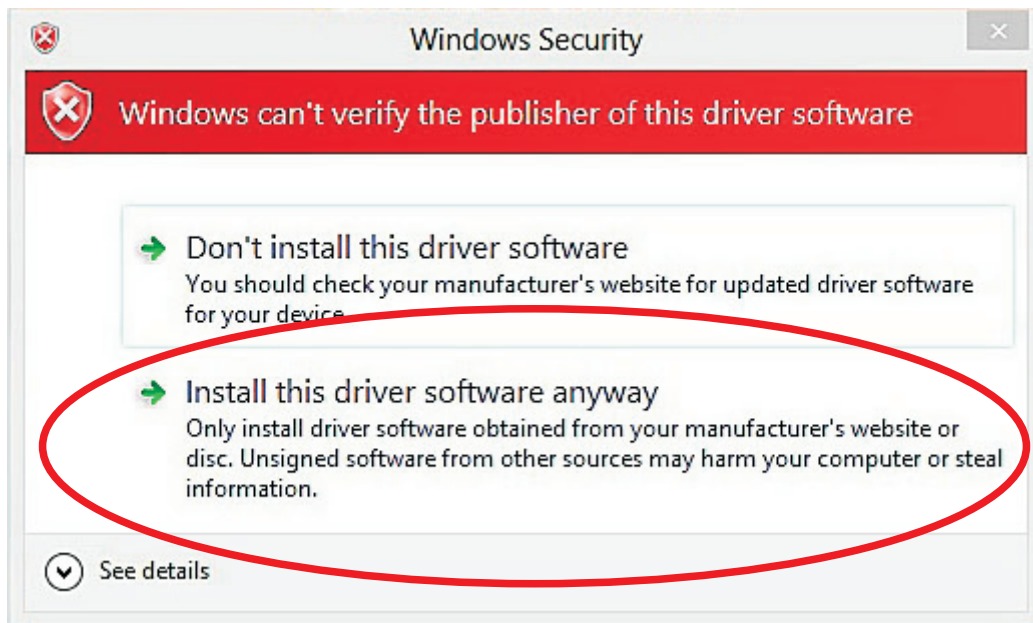 Windows Security
Windows can't verify the publisher of this driver software
Don't install this driver software
You should check your manufacturer's website for updated driver software
for your device.
Install this driver software anyway
Only install driver software obtained from your manufacturer's website or
disc. Unsigned software from other sources may harm your computer or steal
information.
See details